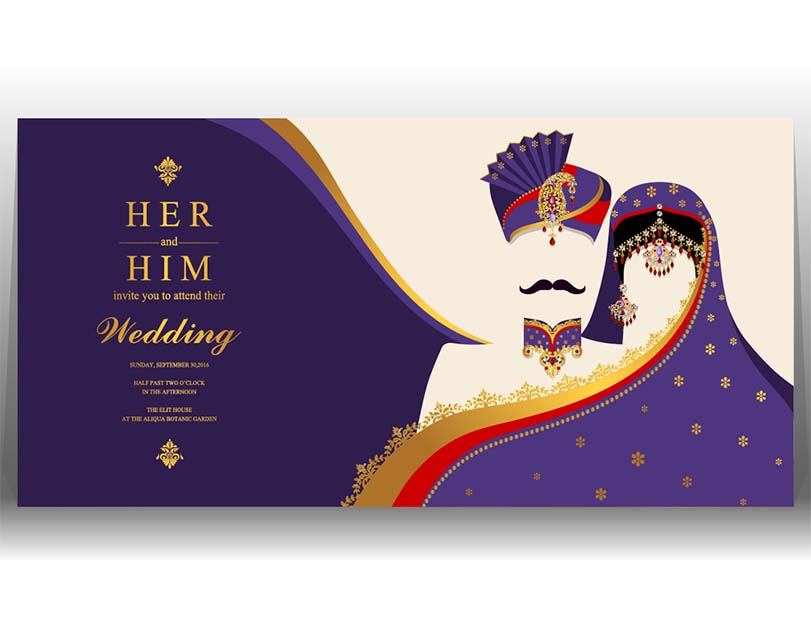 HER
and
HIM
invite you to attend their
Wedding
SUNDAY, SEPTEMBER 30,2016
HALF PAST TWO O'CLOCK
IN THE AFTERNOON
THE ELIT HOUSE
AT THE ALIQUA BOTANIC GARDEN